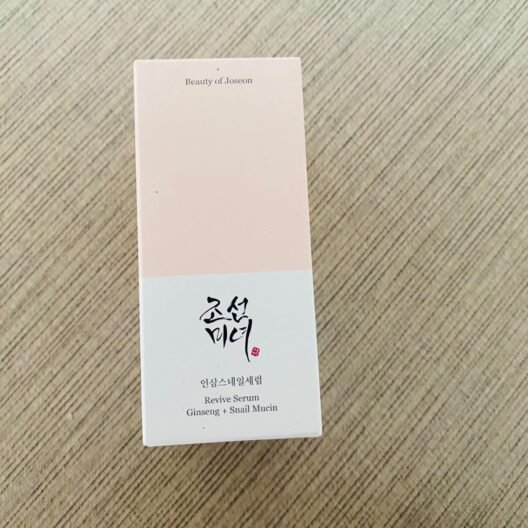 Beauty of Joseon
조선
미녀
인삼스네일세럼
Revive Serum
Ginseng + Snail Mucin